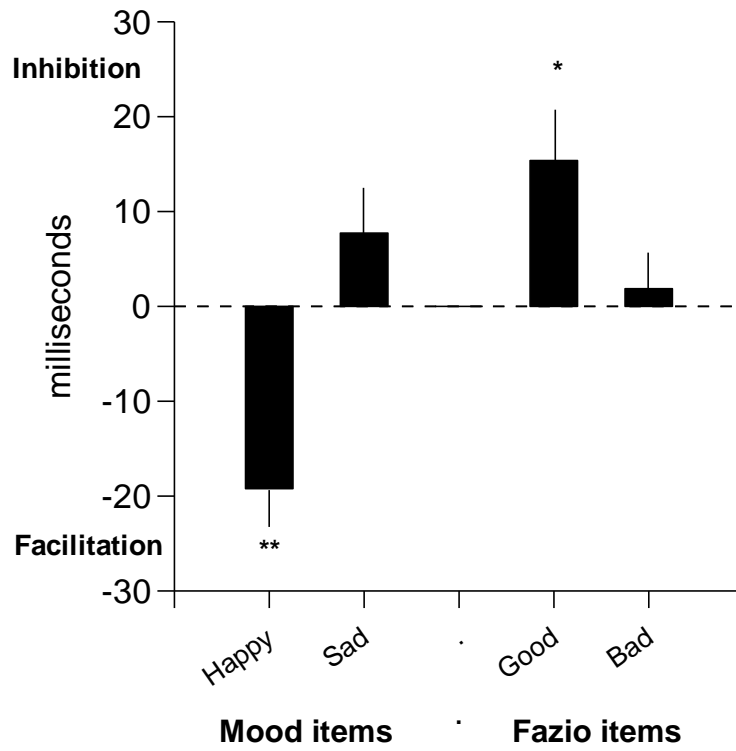 30
Inhibition
*
20
milliseconds
10
0
-10
-20
Facilitation
**
-30
Happy Sad . Good Bad
Mood items . Fazio items